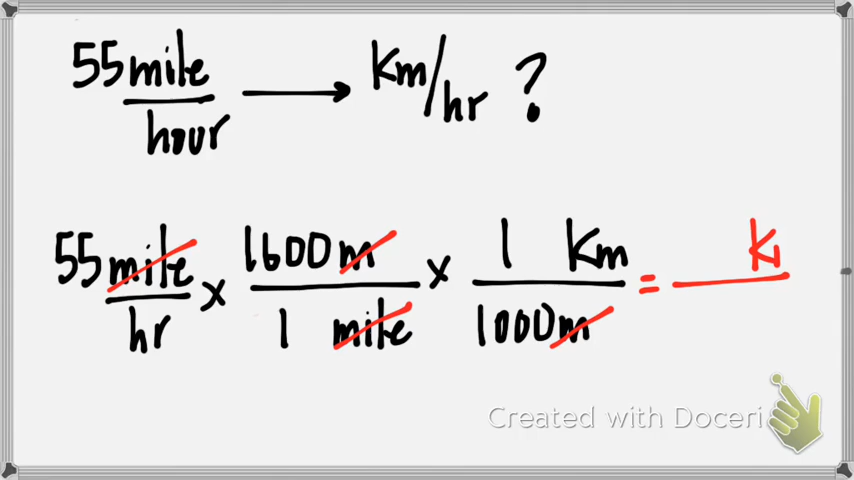 55 mile/hour → Km/hr ?
55 mile/hr x 1600 m/1 mile x 1 Km/1000 m = k
Created with Doceri